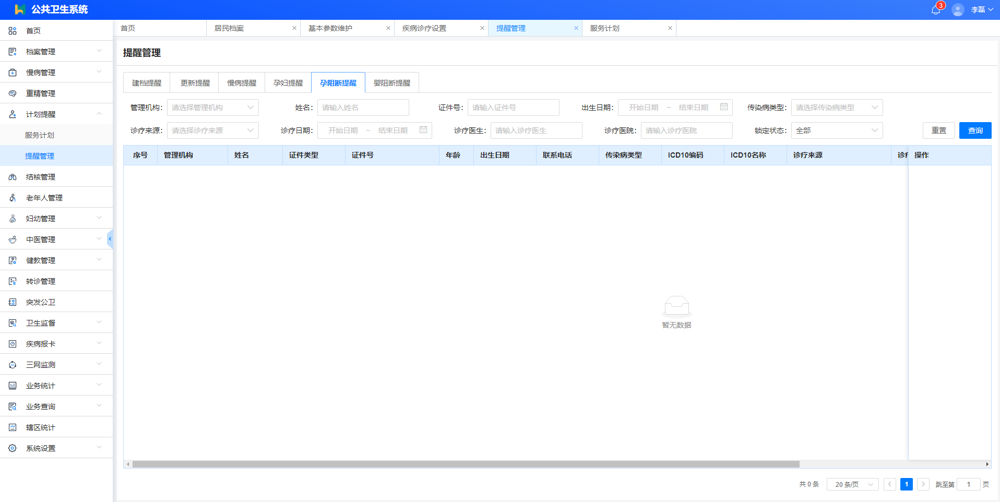 公共卫生系统
3
李磊
首页
档案管理
慢病管理
重精管理
计划提醒
服务计划
提醒管理
结核管理
老年人管理
妇幼管理
中医管理
健教管理
转诊管理
突发公卫
卫生监督
疾病报卡
三网监测
业务统计
业务查询
辖区统计
系统设置
首页 居民档案 基本参数维护 疾病诊疗设置 提醒管理 服务计划
提醒管理
建档提醒 更新提醒 慢病提醒 孕妇提醒 孕阻断提醒 婴阻断提醒
管理机构: 请选择管理机构 姓名: 请输入姓名 证件号: 请输入证件号 出生日期: 开始日期 ~ 结束日期 传染病类型: 请选择传染病类型
诊疗来源: 请选择诊疗来源 诊疗日期: 开始日期 ~ 结束日期 诊疗医生: 请输入诊疗医生 诊疗医院: 请输入诊疗医院 锁定状态: 全部 重置 查询
序号 管理机构 姓名 证件类型 证件号 年龄 出生日期 联系电话 传染病类型 ICD10编码 ICD10名称 诊疗来源 诊疗 操作
暂无数据
共 0 条 20 条/页 1 跳至第 1 页